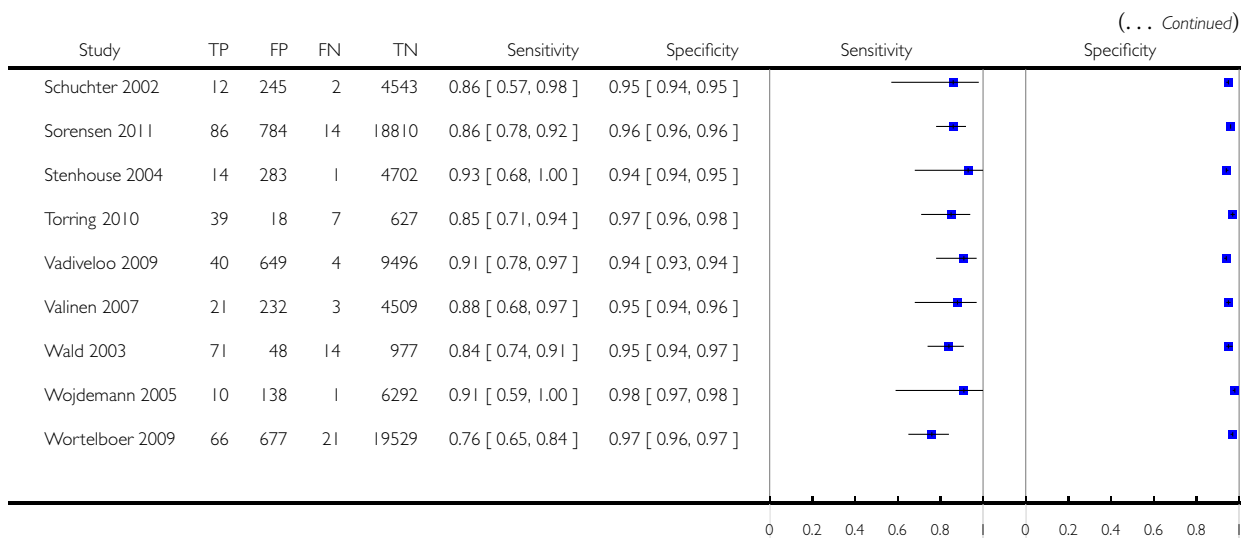 (... Continued)
Study TP FP FN TN Sensitivity Specificity Sensitivity Specificity
Schuchter 2002 12 245 2 4543 0.86 [ 0.57, 0.98 ] 0.95 [ 0.94, 0.95 ]
Sorensen 2011 86 784 14 18810 0.86 [ 0.78, 0.92 ] 0.96 [ 0.96, 0.96 ]
Stenhouse 2004 14 283 1 4702 0.93 [ 0.68, 1.00 ] 0.94 [ 0.94, 0.95 ]
Torring 2010 39 18 7 627 0.85 [ 0.71, 0.94 ] 0.97 [ 0.96, 0.98 ]
Vadiveloo 2009 40 649 4 9496 0.91 [ 0.78, 0.97 ] 0.94 [ 0.93, 0.94 ]
Valinen 2007 21 232 3 4509 0.88 [ 0.68, 0.97 ] 0.95 [ 0.94, 0.96 ]
Wald 2003 71 48 14 977 0.84 [ 0.74, 0.91 ] 0.95 [ 0.94, 0.97 ]
Wojdemann 2005 10 138 1 6292 0.91 [ 0.59, 1.00 ] 0.98 [ 0.97, 0.98 ]
Wortelboer 2009 66 677 21 19529 0.76 [ 0.65, 0.84 ] 0.97 [ 0.96, 0.97 ]
0 0.2 0.4 0.6 0.8 1 0 0.2 0.4 0.6 0.8 1